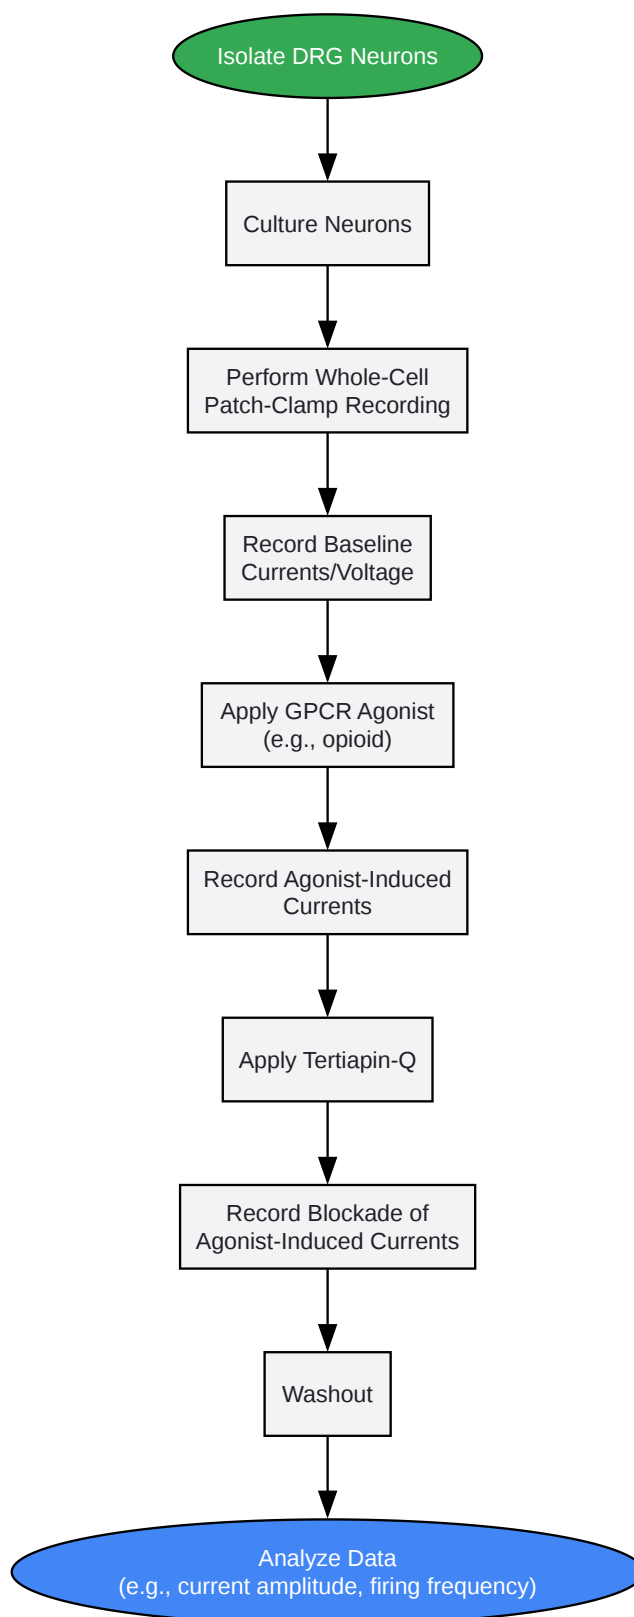 Isolate DRG Neurons
Culture Neurons
Perform Whole-Cell
Patch-Clamp Recording
Record Baseline
Currents/Voltage
Apply GPCR Agonist
(e.g., opioid)
Record Agonist-Induced
Currents
Apply Tertiapin-Q
Record Blockade of
Agonist-Induced Currents
Washout
Analyze Data
(e.g., current amplitude, firing frequency)